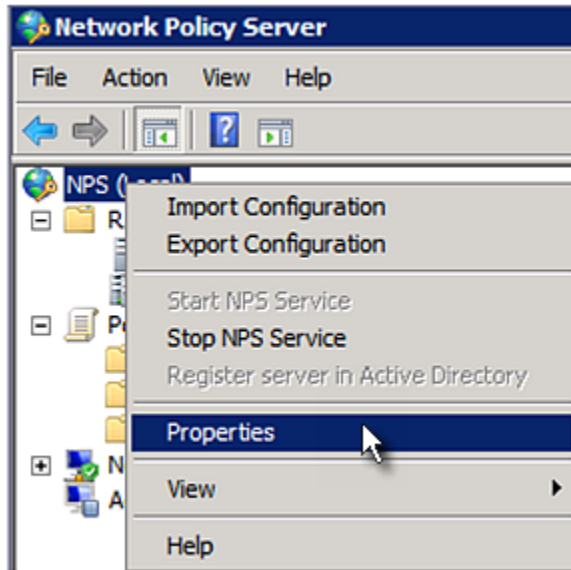 Network Policy Server
File Action View Help
NPS (Local)
R
Import Configuration
Export Configuration
Start NPS Service
Po
Stop NPS Service
Register server in Active Directory
Properties
N
View
A
Help